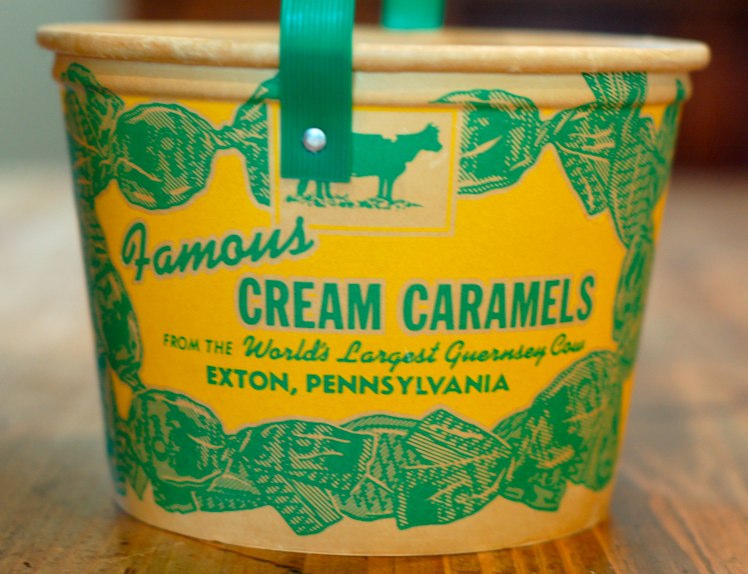 Famous
CREAM CARAMELS
FROM THE World's Largest Guernsey Cow
EXTON, PENNSYLVANIA